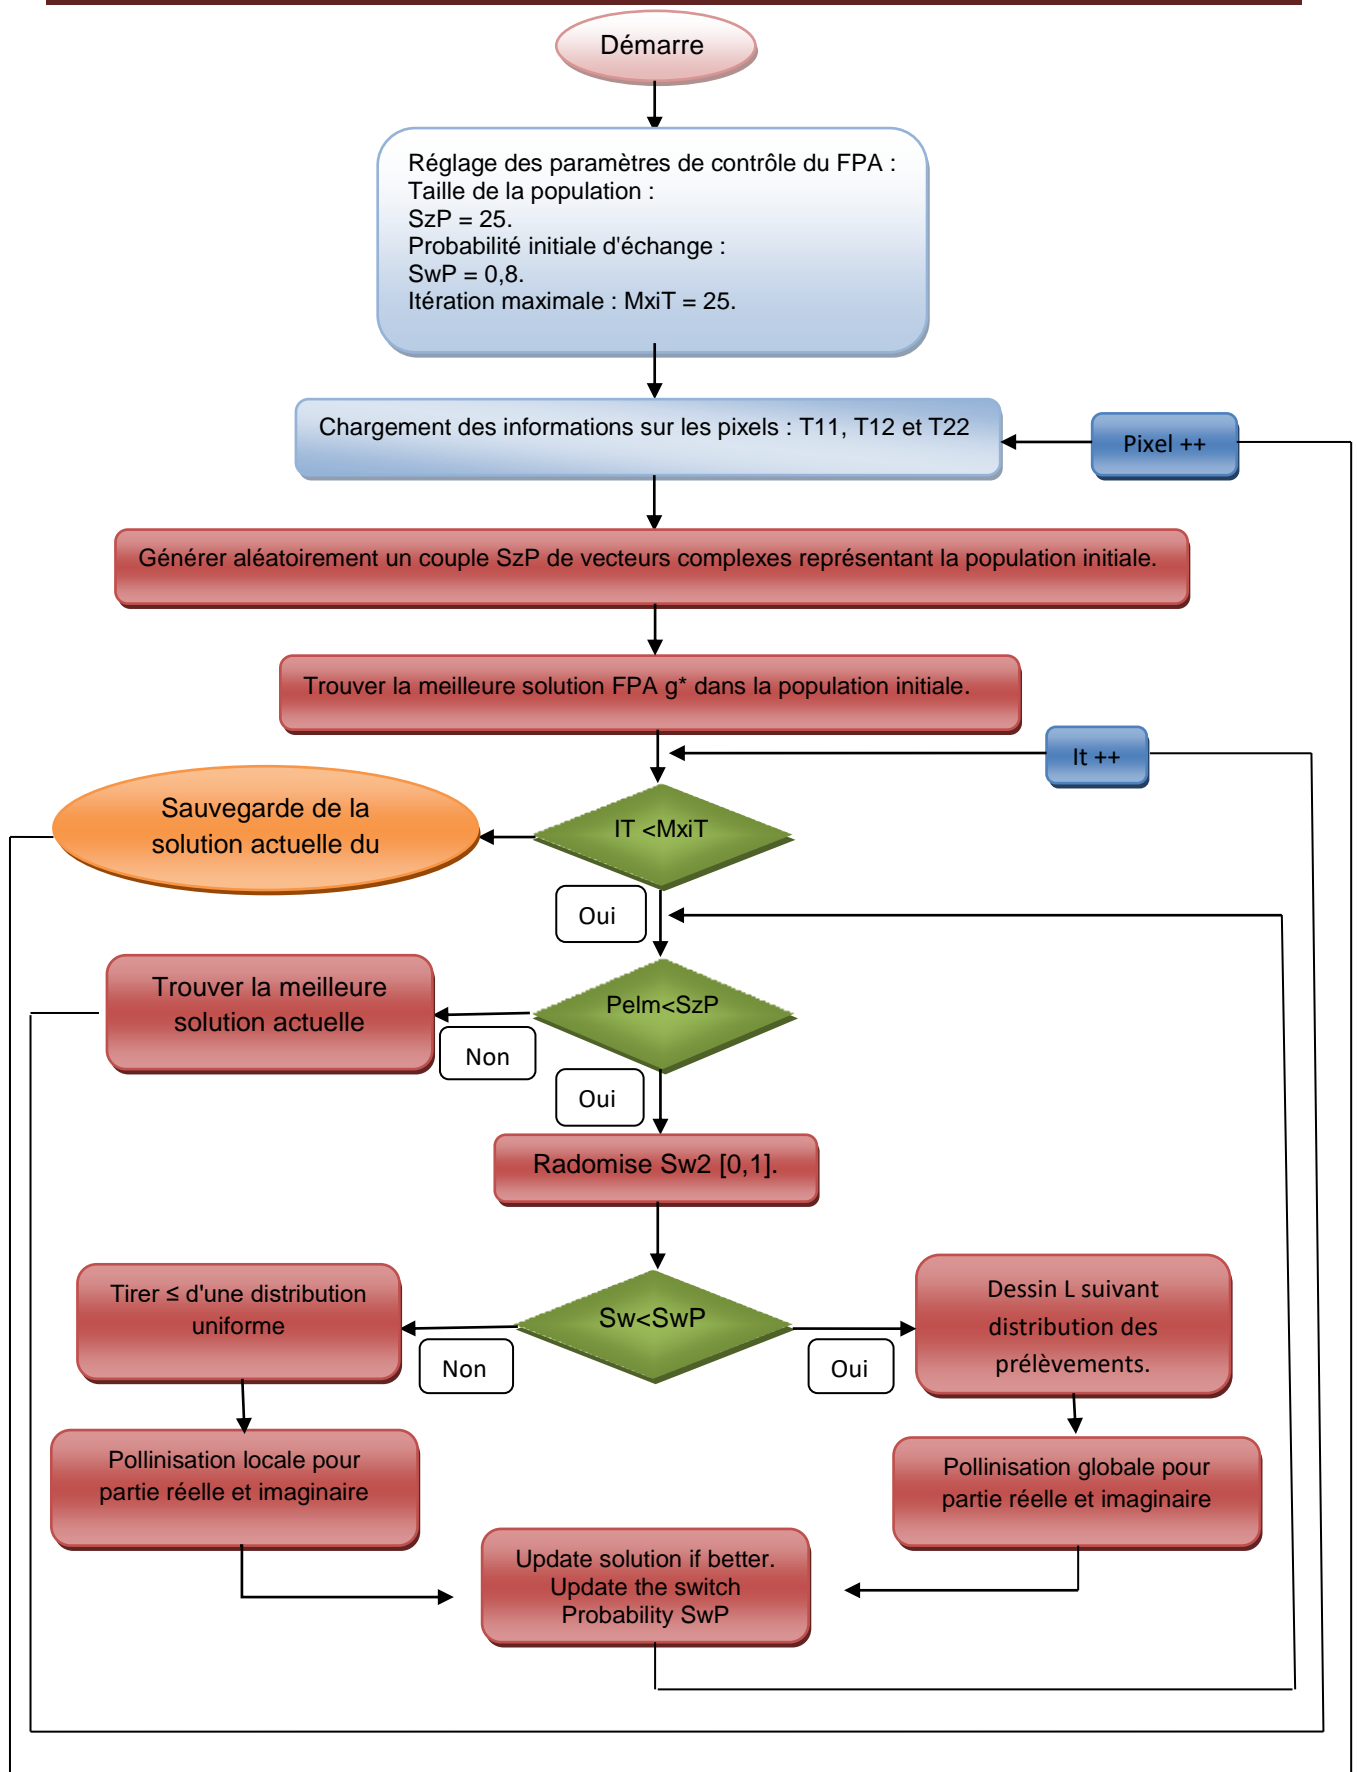 Démarre
Réglage des paramètres de contrôle du FPA :
Taille de la population :
SzP = 25.
Probabilité initiale d'échange :
SwP = 0,8.
Itération maximale : MxiT = 25.
Chargement des informations sur les pixels : T11, T12 et T22
Pixel ++
Générer aléatoirement un couple SzP de vecteurs complexes représentant la population initiale.
Trouver la meilleure solution FPA g* dans la population initiale.
It ++
Sauvegarde de la
solution actuelle du
IT <MxiT
Oui
Trouver la meilleure
solution actuelle
Pelm<SzP
Non
Oui
Radomise Sw2 [0,1].
Tirer ≤ d'une distribution
uniforme
Sw<SwP
Dessin L suivant
distribution des
prélèvements.
Non
Oui
Pollinisation locale pour
partie réelle et imaginaire
Pollinisation globale pour
partie réelle et imaginaire
Update solution if better.
Update the switch
Probability SwP